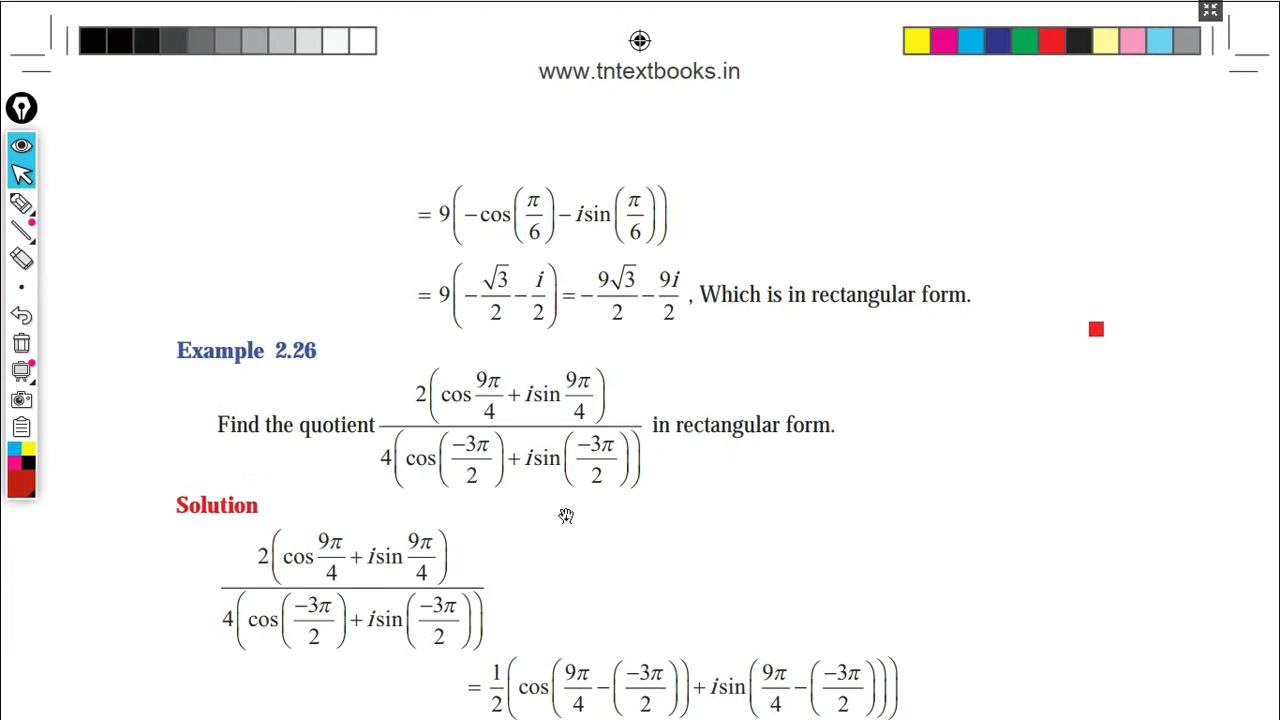 www.tntextbooks.in
= 9(−cos(π/6) − i sin(π/6))
= 9(−√3/2 − i/2) = −9√3/2 − 9i/2 , Which is in rectangular form.
Example 2.26
Find the quotient 2(cos 9π/4 + i sin 9π/4) / 4(cos(−3π/2) + i sin(−3π/2)) in rectangular form.
Solution
2(cos 9π/4 + i sin 9π/4) / 4(cos(−3π/2) + i sin(−3π/2))
= 1/2(cos(9π/4 − (−3π/2)) + i sin(9π/4 − (−3π/2)))